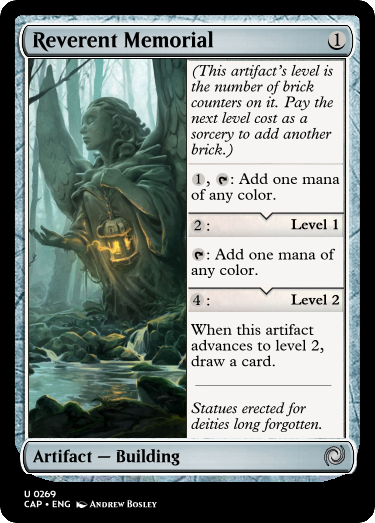 Reverent Memorial 1
(This artifact's level is
the number of brick
counters on it. Pay the
next level cost as a
sorcery to add another
brick.)
1, : Add one mana
of any color.
2 : Level 1
: Add one mana of
any color.
4 : Level 2
When this artifact
advances to level 2,
draw a card.
Statues erected for
deities long forgotten.
Artifact — Building
U 0269
CAP • ENG Andrew Bosley